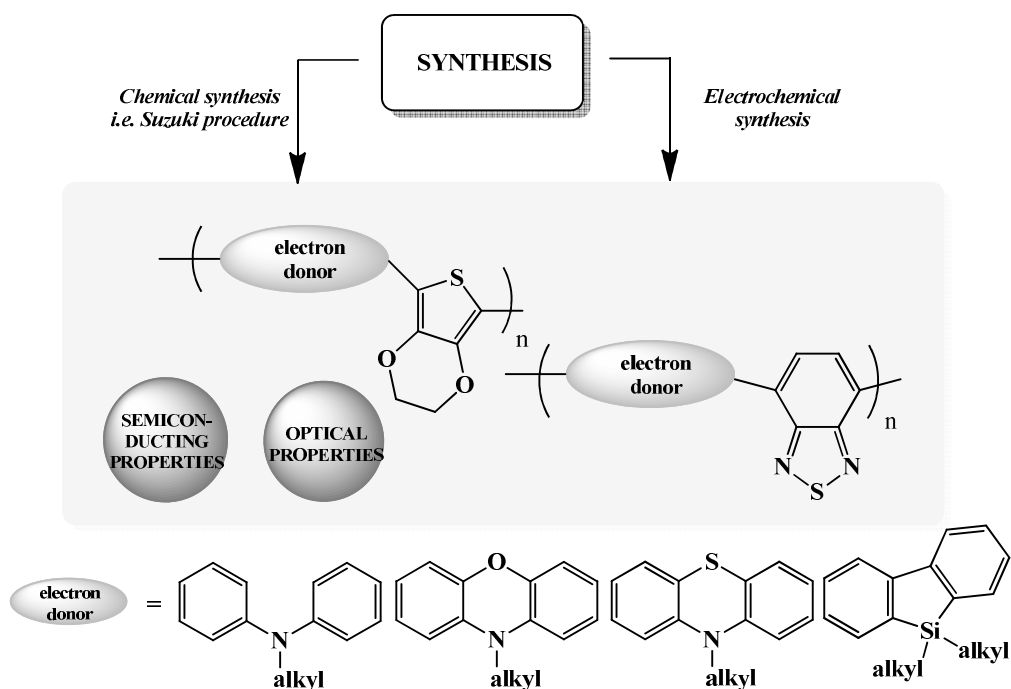 SYNTHESIS
Chemical synthesis
i.e. Suzuki procedure
Electrochemical
synthesis
electron
donor
S
O
O
n
electron
donor
n
N
N
S
SEMICON-
DUCTING
PROPERTIES
OPTICAL
PROPERTIES
electron
donor
=
N
alkyl
O
N
alkyl
S
N
alkyl
Si
alkyl
alkyl